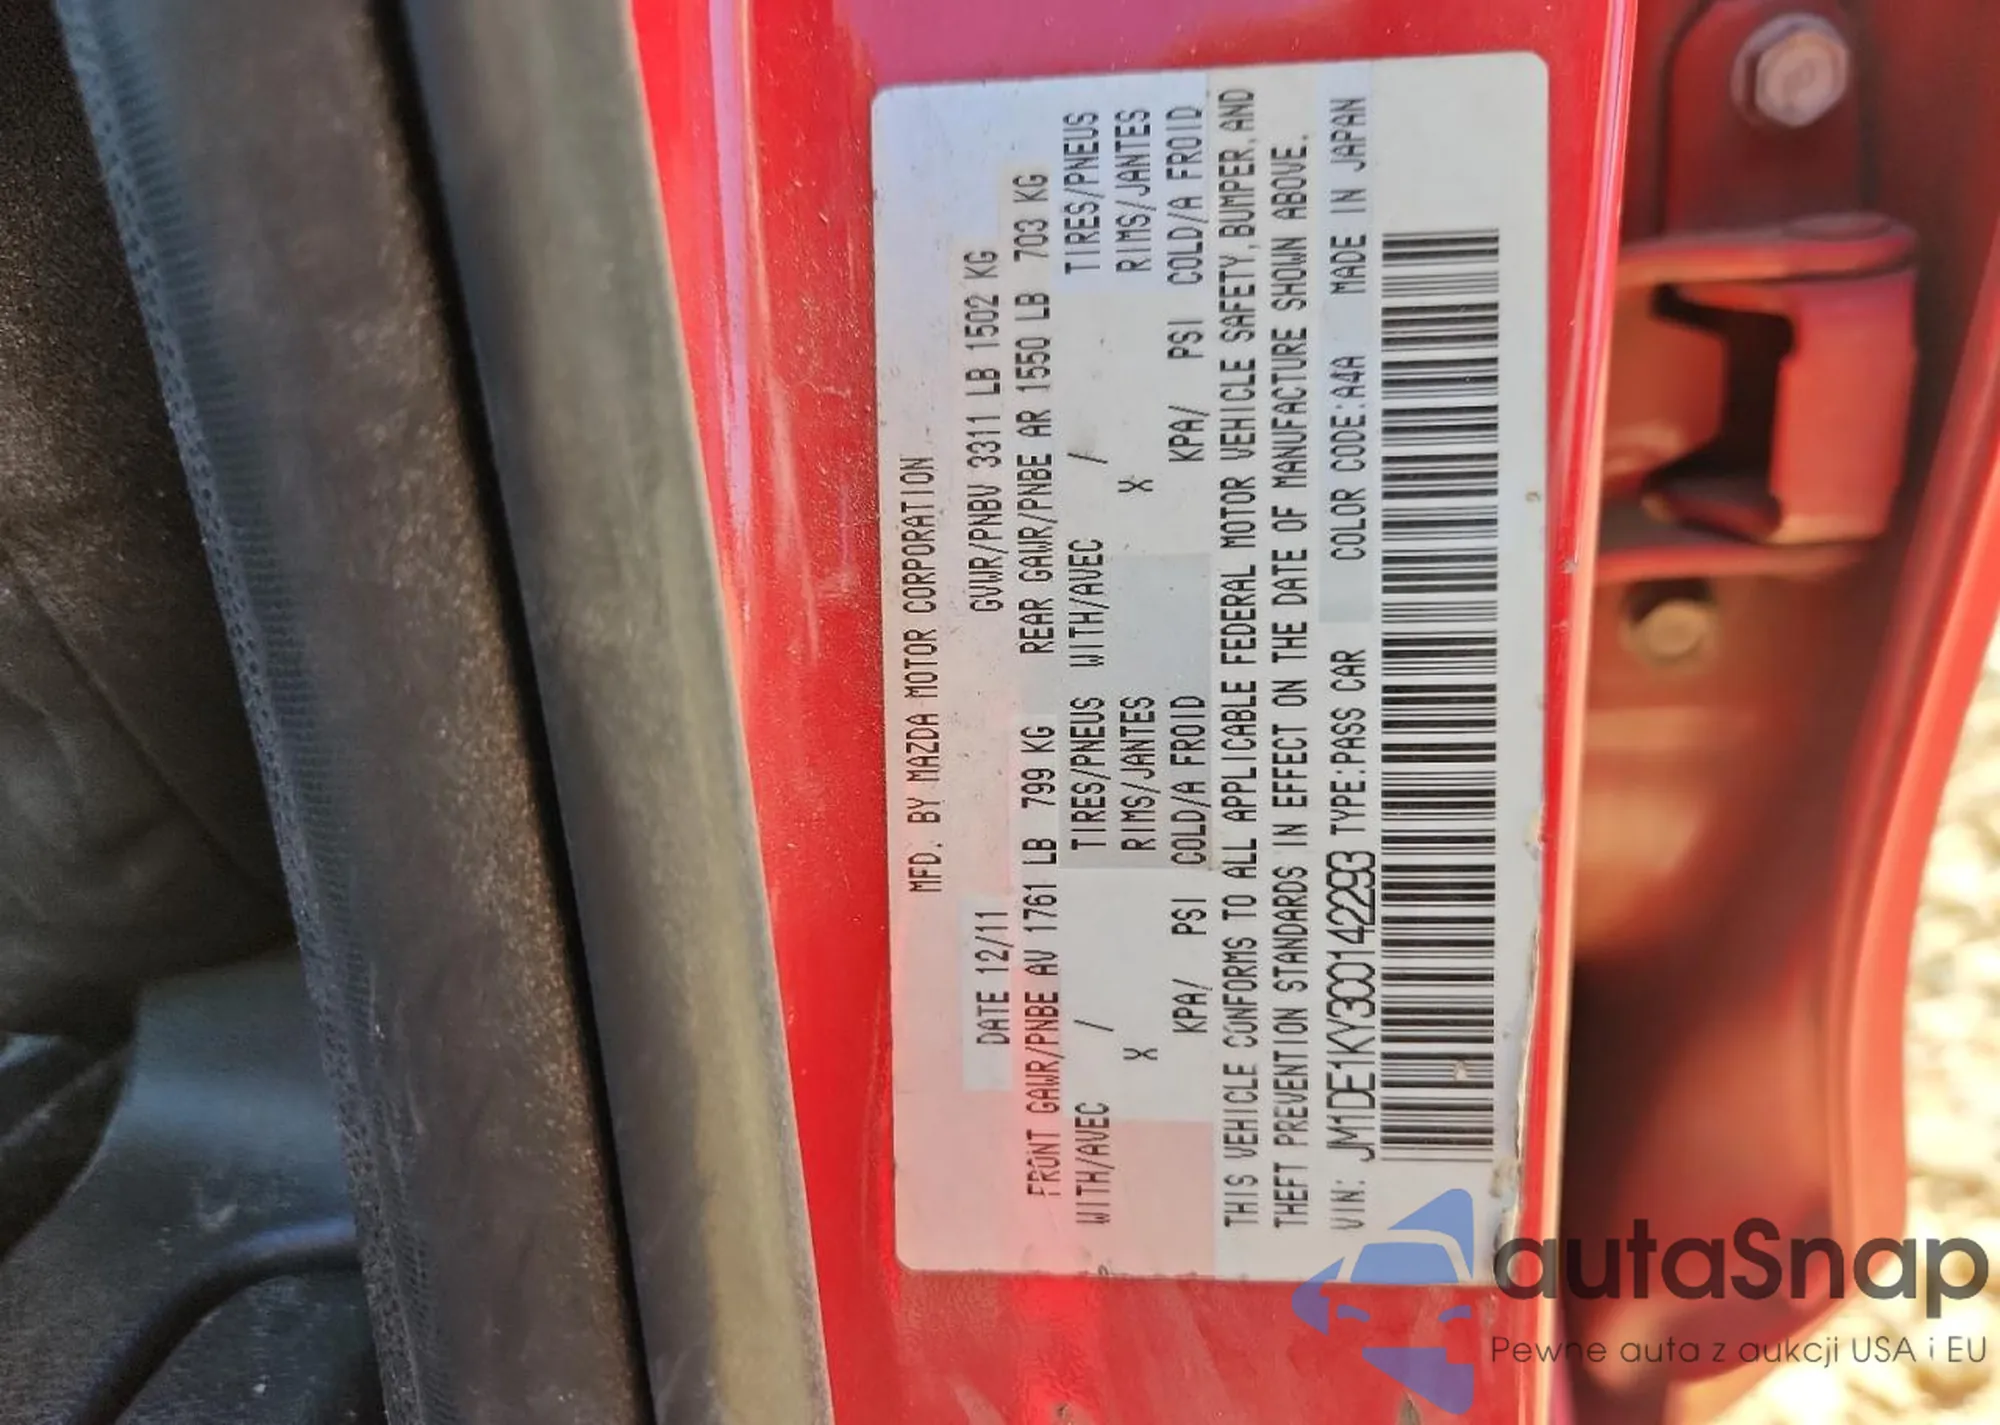 MFD. BY MAZDA MOTOR CORPORATION
DATE 12/11 GVWR/PNBV 3311 LB 1502 KG
FRONT GAWR/PNBE AV 1761 LB 799 KG REAR GAWR/PNBE AR 1550 LB 703 KG
WITH/AVEC / TIRES/PNEUS WITH/AVEC / TIRES/PNEUS
X RIMS/JANTES X RIMS/JANTES
KPA/ PSI COLD/A FROID KPA/ PSI COLD/A FROID
THIS VEHICLE CONFORMS TO ALL APPLICABLE FEDERAL MOTOR VEHICLE SAFETY, BUMPER, AND
THEFT PREVENTION STANDARDS IN EFFECT ON THE DATE OF MANUFACTURE SHOWN ABOVE.
VIN: JM1DE1KY3C0142293 TYPE:PASS CAR COLOR CODE:A4A MADE IN JAPAN
autaSnap
Pewne auta z aukcji USA i EU